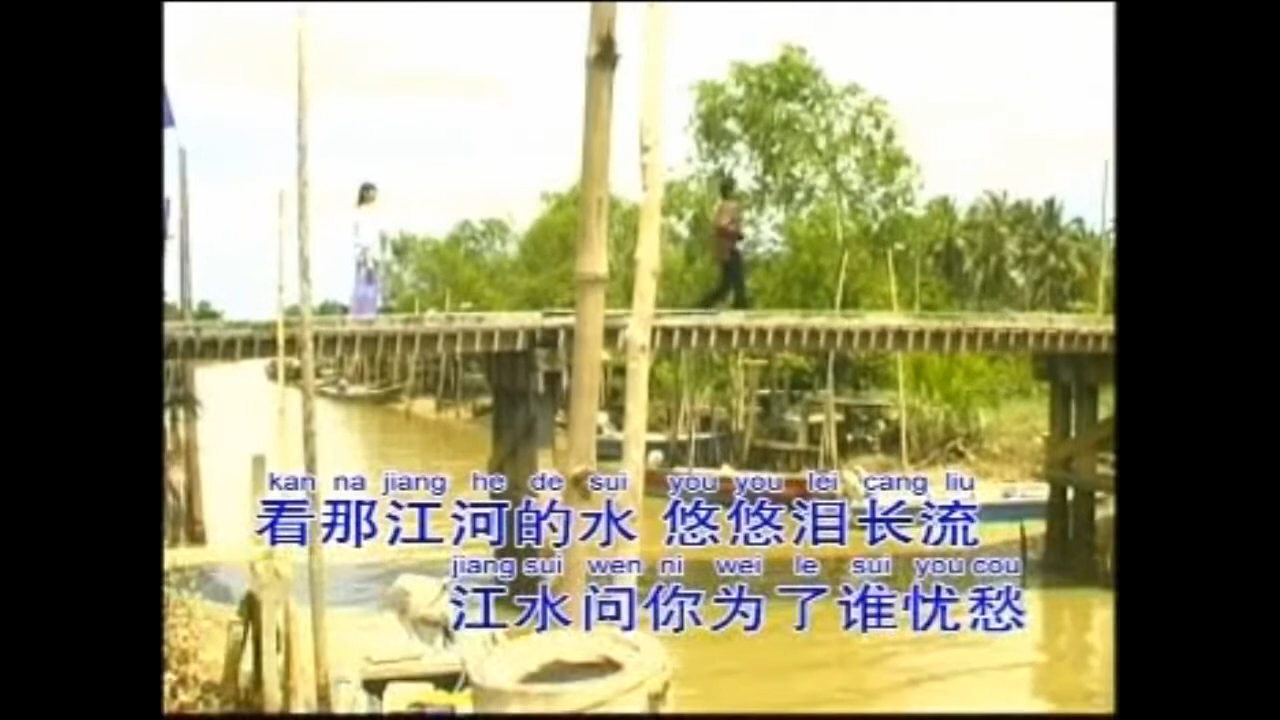 kan na jiang he de sui you you lei cang liu
看那江河的水 悠悠泪长流
jiang sui wen ni wei le sui you cou
江水问你为了谁忧愁